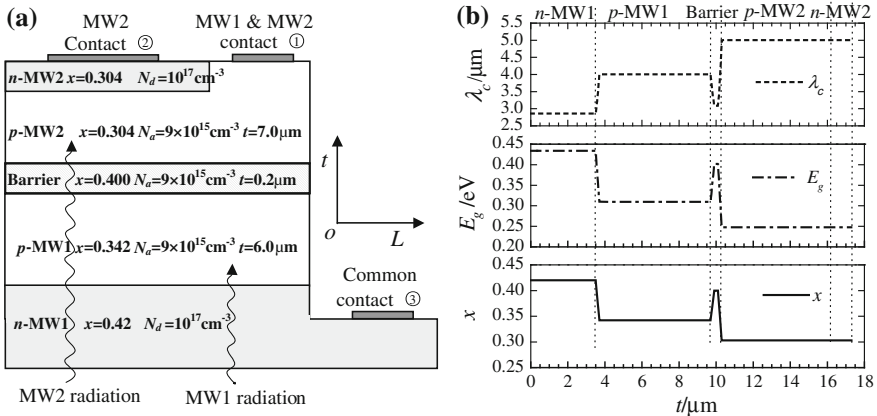 (a)
MW2
Contact ②
MW1 & MW2
contact ①
n-MW2 x=0.304 N_d=10^17cm^-3
p-MW2 x=0.304 N_a=9×10^15cm^-3 t=7.0μm
Barrier x=0.400 N_a=9×10^15cm^-3 t=0.2μm
p-MW1 x=0.342 N_a=9×10^15cm^-3 t=6.0μm
n-MW1 x=0.42 N_d=10^17cm^-3
t
o
L
Common
contact ③
MW2 radiation
MW1 radiation
(b)
n-MW1 p-MW1 Barrier p-MW2 n-MW2
λ_c/μm
5.5
5.0
4.5
4.0
3.5
3.0
2.5
λ_c
E_g/eV
0.45
0.40
0.35
0.30
0.25
0.20
E_g
x
0.45
0.40
0.35
0.30
0.25
x
0 2 4 6 8 10 12 14 16 18
t/μm